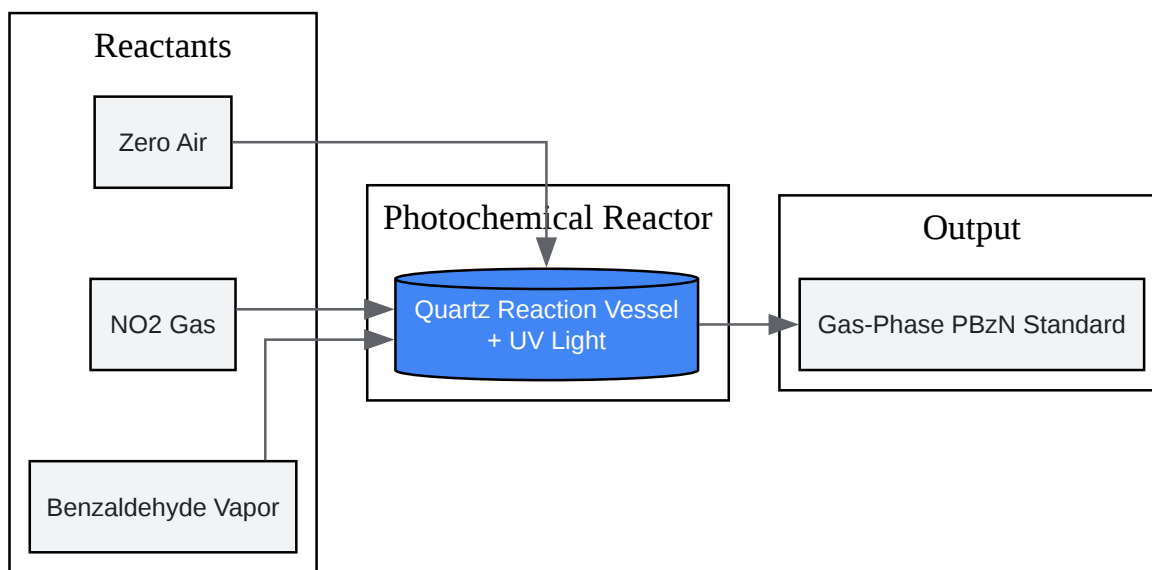 Reactants
Zero Air
NO2 Gas
Benzaldehyde Vapor
Photochemical Reactor
Quartz Reaction Vessel
+ UV Light
Output
Gas-Phase PBzN Standard